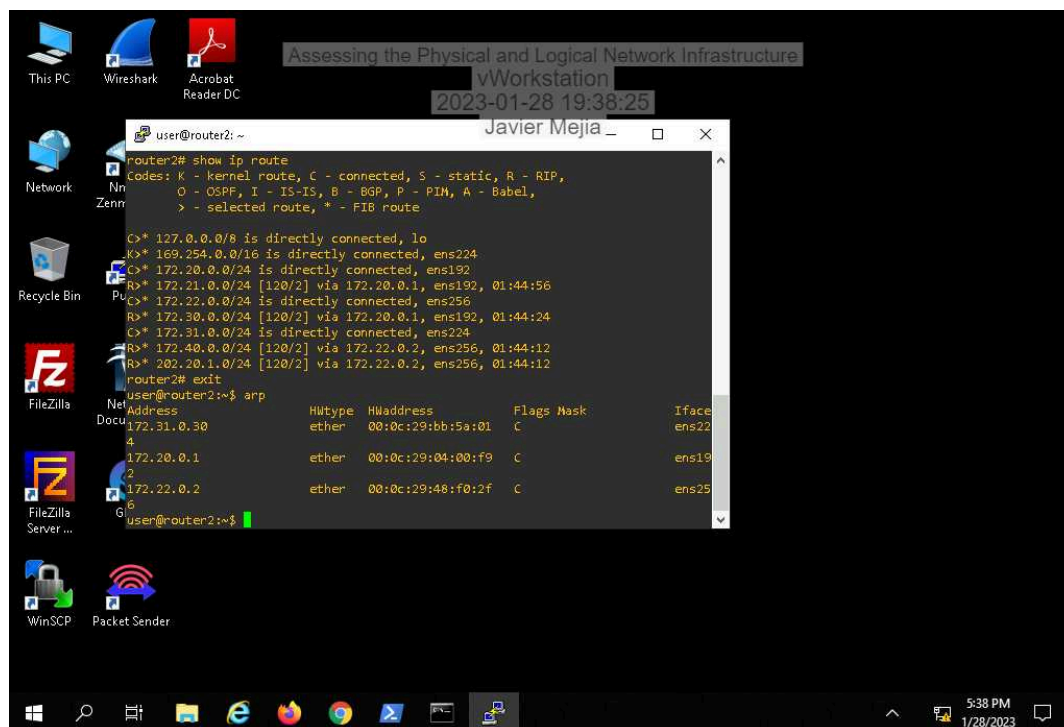 This PC
Wireshark
Acrobat
Reader DC
Assessing the Physical and Logical Network Infrastructure
vWorkstation
2023-01-28 19:38:25
Javier Mejia
Network
Nm
Zenm
Recycle Bin
Pu
FileZilla
Net
Docu
FileZilla
Server ...
G
WinSCP
Packet Sender
user@router2: ~
router2# show ip route
Codes: K - kernel route, C - connected, S - static, R - RIP,
O - OSPF, I - IS-IS, B - BGP, P - PIM, A - Babel,
> - selected route, * - FIB route
C>* 127.0.0.0/8 is directly connected, lo
K>* 169.254.0.0/16 is directly connected, ens224
C>* 172.20.0.0/24 is directly connected, ens192
R>* 172.21.0.0/24 [120/2] via 172.20.0.1, ens192, 01:44:56
C>* 172.22.0.0/24 is directly connected, ens256
R>* 172.30.0.0/24 [120/2] via 172.20.0.1, ens192, 01:44:24
C>* 172.31.0.0/24 is directly connected, ens224
R>* 172.40.0.0/24 [120/2] via 172.22.0.2, ens256, 01:44:12
R>* 202.20.1.0/24 [120/2] via 172.22.0.2, ens256, 01:44:12
router2# exit
user@router2:~$ arp
Address HWtype HWaddress Flags Mask Iface
172.31.0.30 ether 00:0c:29:bb:5a:01 C ens22
4
172.20.0.1 ether 00:0c:29:04:00:f9 C ens19
2
172.22.0.2 ether 00:0c:29:48:f0:2f C ens25
6
user@router2:~$
5:38 PM
1/28/2023